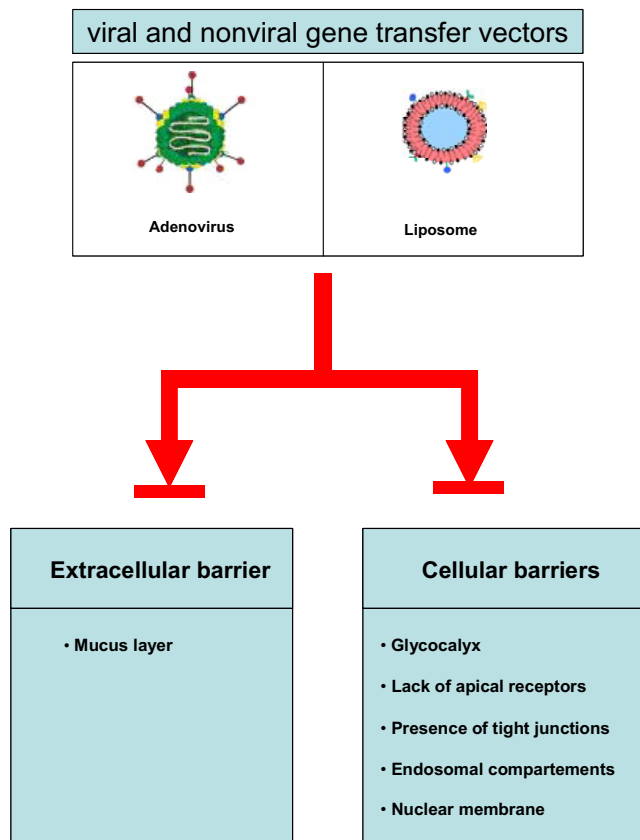 viral and nonviral gene transfer vectors
Adenovirus
Liposome
Extracellular barrier
• Mucus layer
Cellular barriers
• Glycocalyx
• Lack of apical receptors
• Presence of tight junctions
• Endosomal compartements
• Nuclear membrane